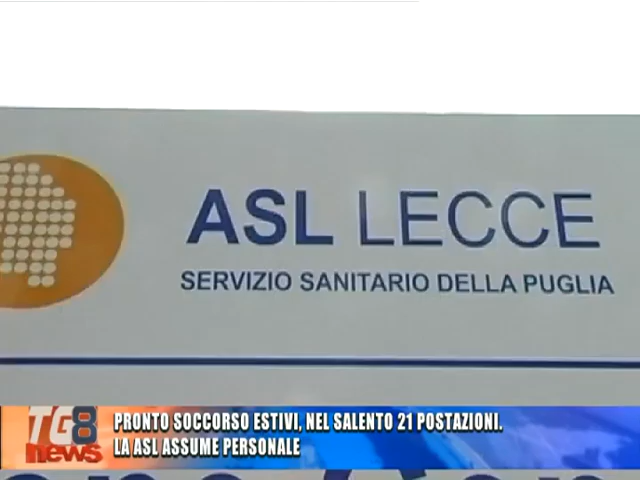 ASL LECCE
SERVIZIO SANITARIO DELLA PUGLIA
TG8
news
PRONTO SOCCORSO ESTIVI, NEL SALENTO 21 POSTAZIONI.
LA ASL ASSUME PERSONALE